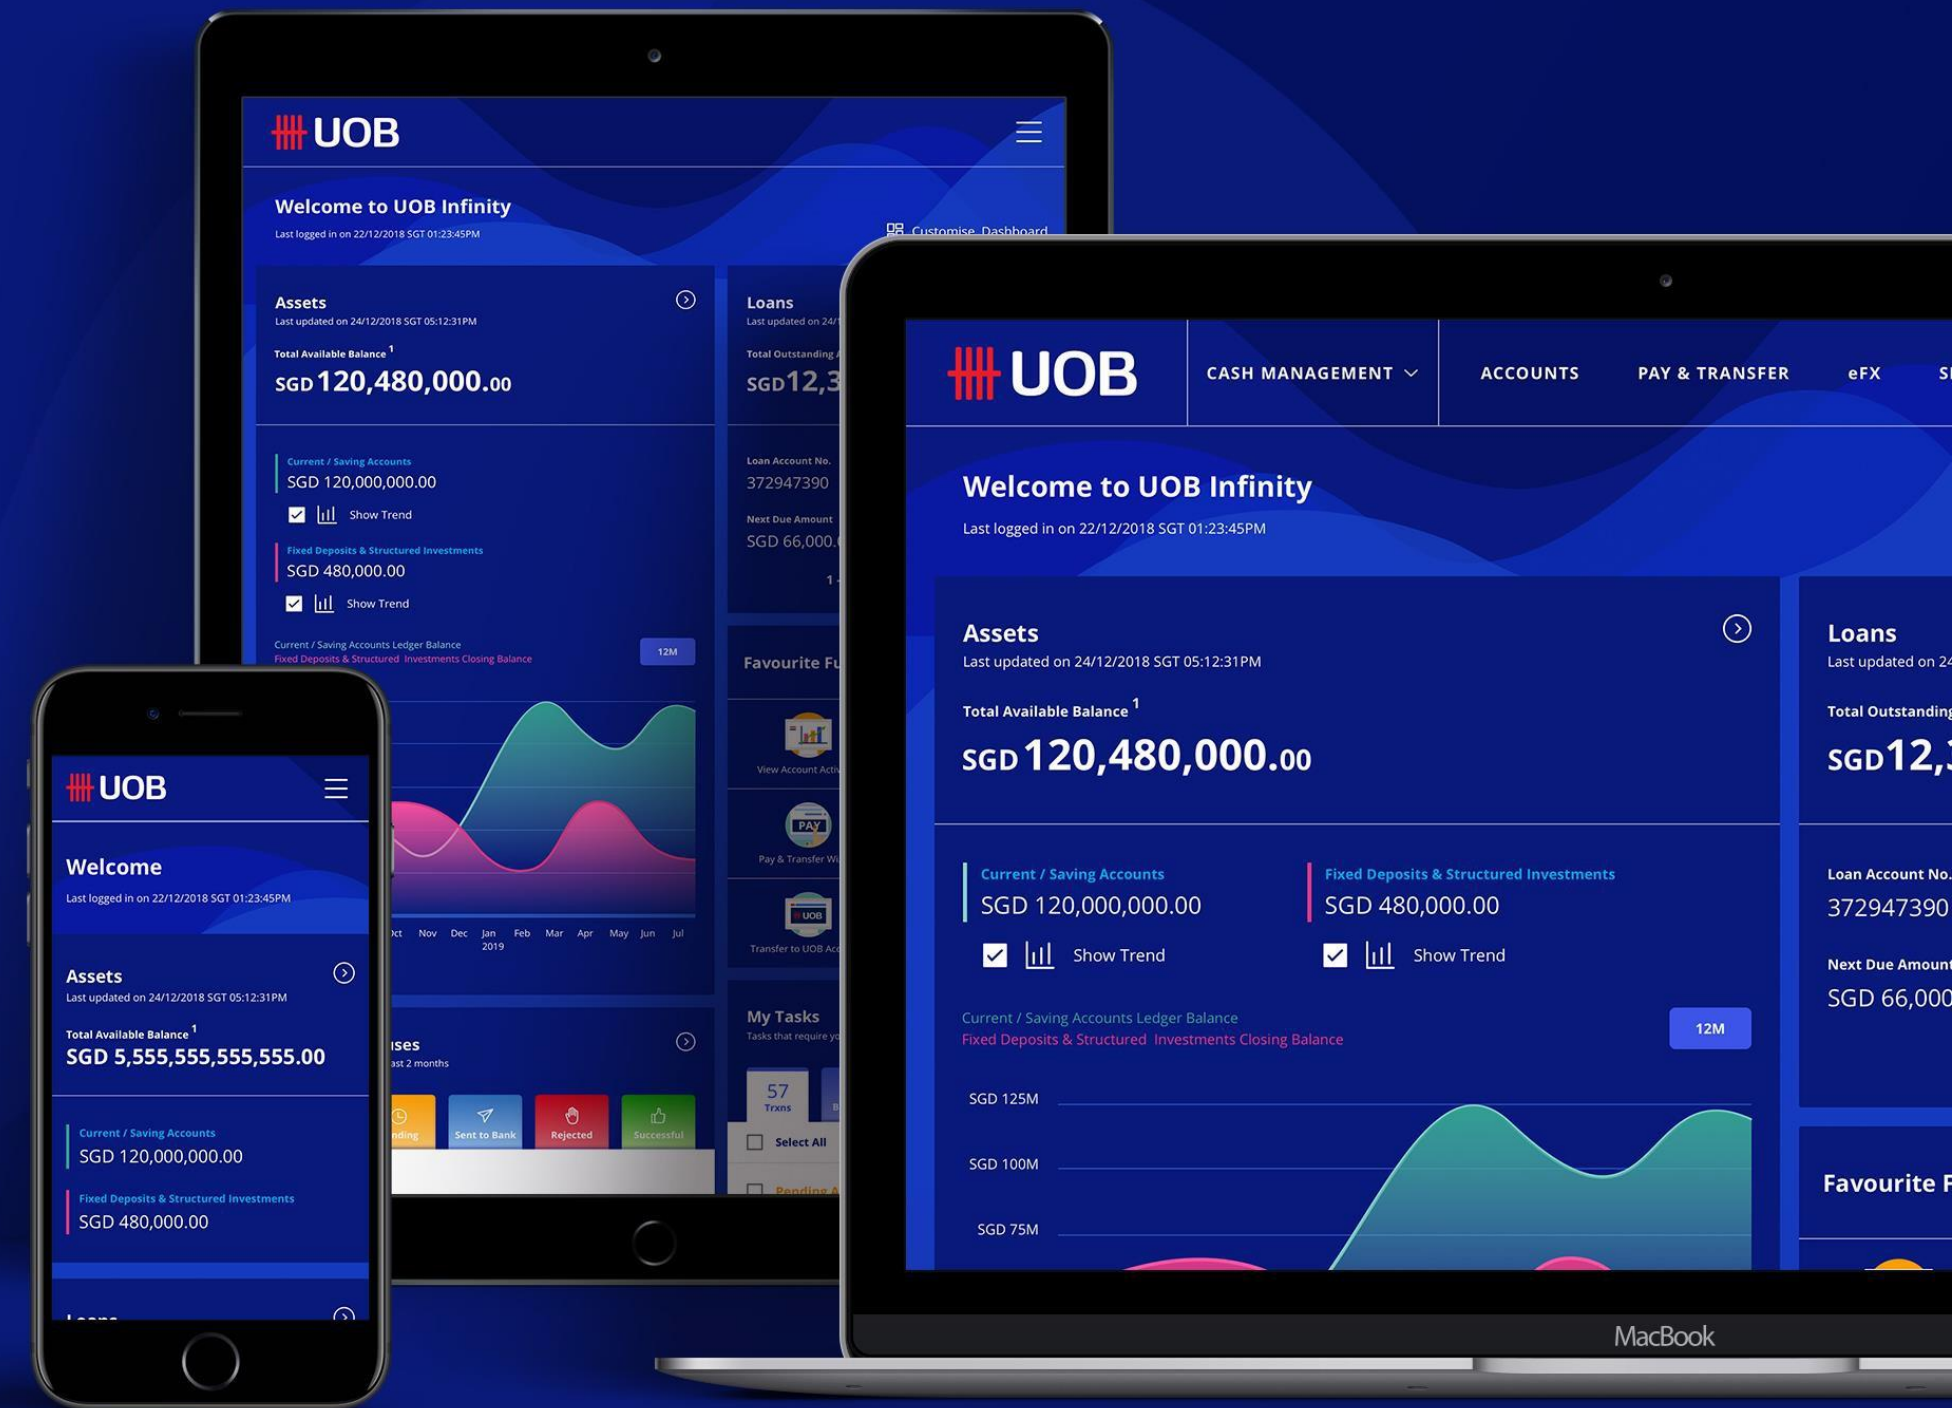 UOB
Welcome to UOB Infinity
Last logged in on 22/12/2018 SGT 01:23:45PM
Customise Dashboard
Assets
Last updated on 24/12/2018 SGT 05:12:31PM
Total Available Balance 1
SGD 120,480,000.00
Current / Saving Accounts
SGD 120,000,000.00
Show Trend
Fixed Deposits & Structured Investments
SGD 480,000.00
Show Trend
Current / Saving Accounts Ledger Balance
Fixed Deposits & Structured Investments Closing Balance
12M
Nov Dec Jan Feb Mar Apr May Jun Jul
2019
2 months
Sent to Bank
Rejected
Successful
Loans
Last updated on
Total Outstanding
SGD
Loan Account No.
372947390
Next Due Amount
SGD 66,000.
Favourite
View Account
Pay & Transfer
PAY
UOB
Transfer to UOB
My Tasks
Tasks that require
57
Trxns
Select All
Pending
UOB
Welcome
Last logged in on 22/12/2018 SGT 01:23:45PM
Assets
Last updated on 24/12/2018 SGT 05:12:31PM
Total Available Balance 1
SGD 5,555,555,555,555.00
Current / Saving Accounts
SGD 120,000,000.00
Fixed Deposits & Structured Investments
SGD 480,000.00
UOB
CASH MANAGEMENT
ACCOUNTS
PAY & TRANSFER
eFX
Welcome to UOB Infinity
Last logged in on 22/12/2018 SGT 01:23:45PM
Assets
Last updated on 24/12/2018 SGT 05:12:31PM
Total Available Balance 1
SGD 120,480,000.00
Current / Saving Accounts
SGD 120,000,000.00
Show Trend
Fixed Deposits & Structured Investments
SGD 480,000.00
Show Trend
Current / Saving Accounts Ledger Balance
Fixed Deposits & Structured Investments Closing Balance
12M
SGD 125M
SGD 100M
SGD 75M
Loans
Last updated on
Total Outstanding
SGD 12,
Loan Account No.
372947390
Next Due Amount
SGD 66,000
Favourite
MacBook